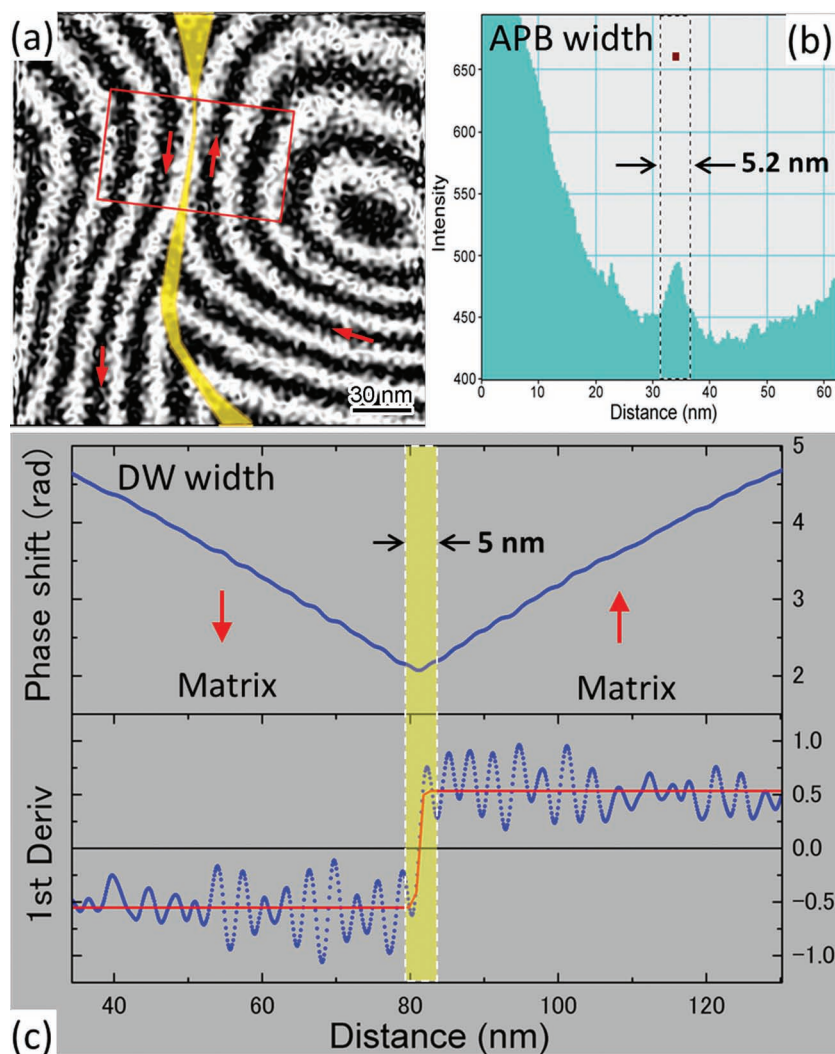 (a)
30 nm
APB width
(b)
5.2 nm
Intensity
650
600
550
500
450
400
0 10 20 30 40 50 60
Distance (nm)
DW width
5 nm
Phase shift (rad)
5
4
3
2
Matrix
Matrix
1st Deriv
1.0
0.5
0.0
−0.5
−1.0
40 60 80 100 120
(c)
Distance (nm)